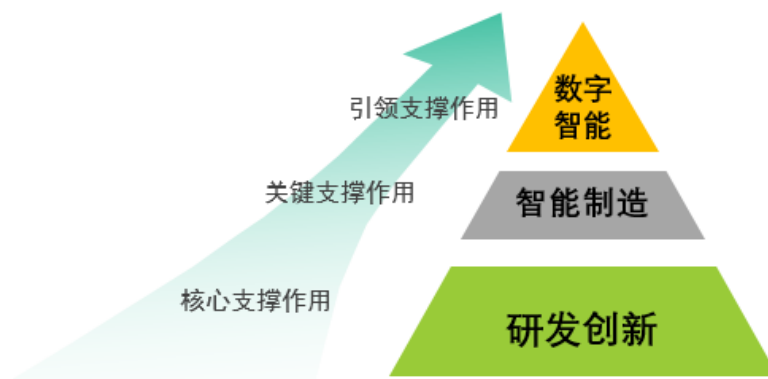 数字
智能
引领支撑作用
智能制造
关键支撑作用
核心支撑作用
研发创新